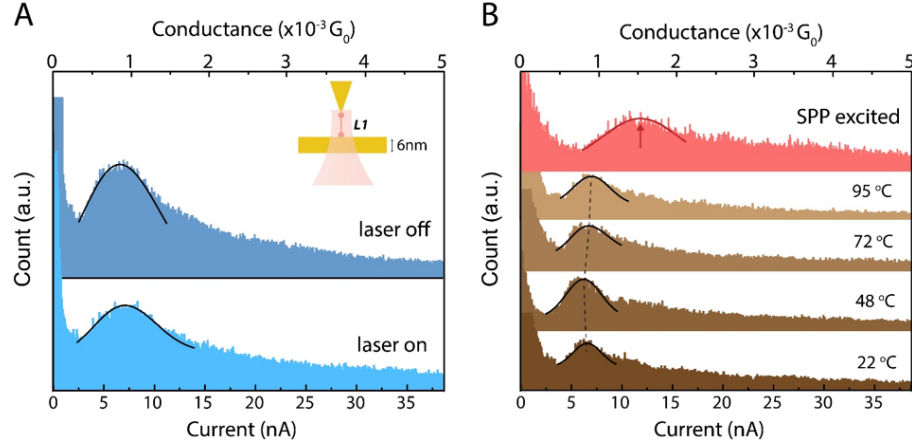 A
Conductance (x10-3 G0)
0 1 2 3 4 5
Count (a.u.)
L1
6nm
laser off
laser on
0 5 10 15 20 25 30 35
Current (nA)
B
Conductance (x10-3 G0)
0 1 2 3 4 5
Count (a.u.)
SPP excited
95 °C
72 °C
48 °C
22 °C
0 5 10 15 20 25 30 35
Current (nA)